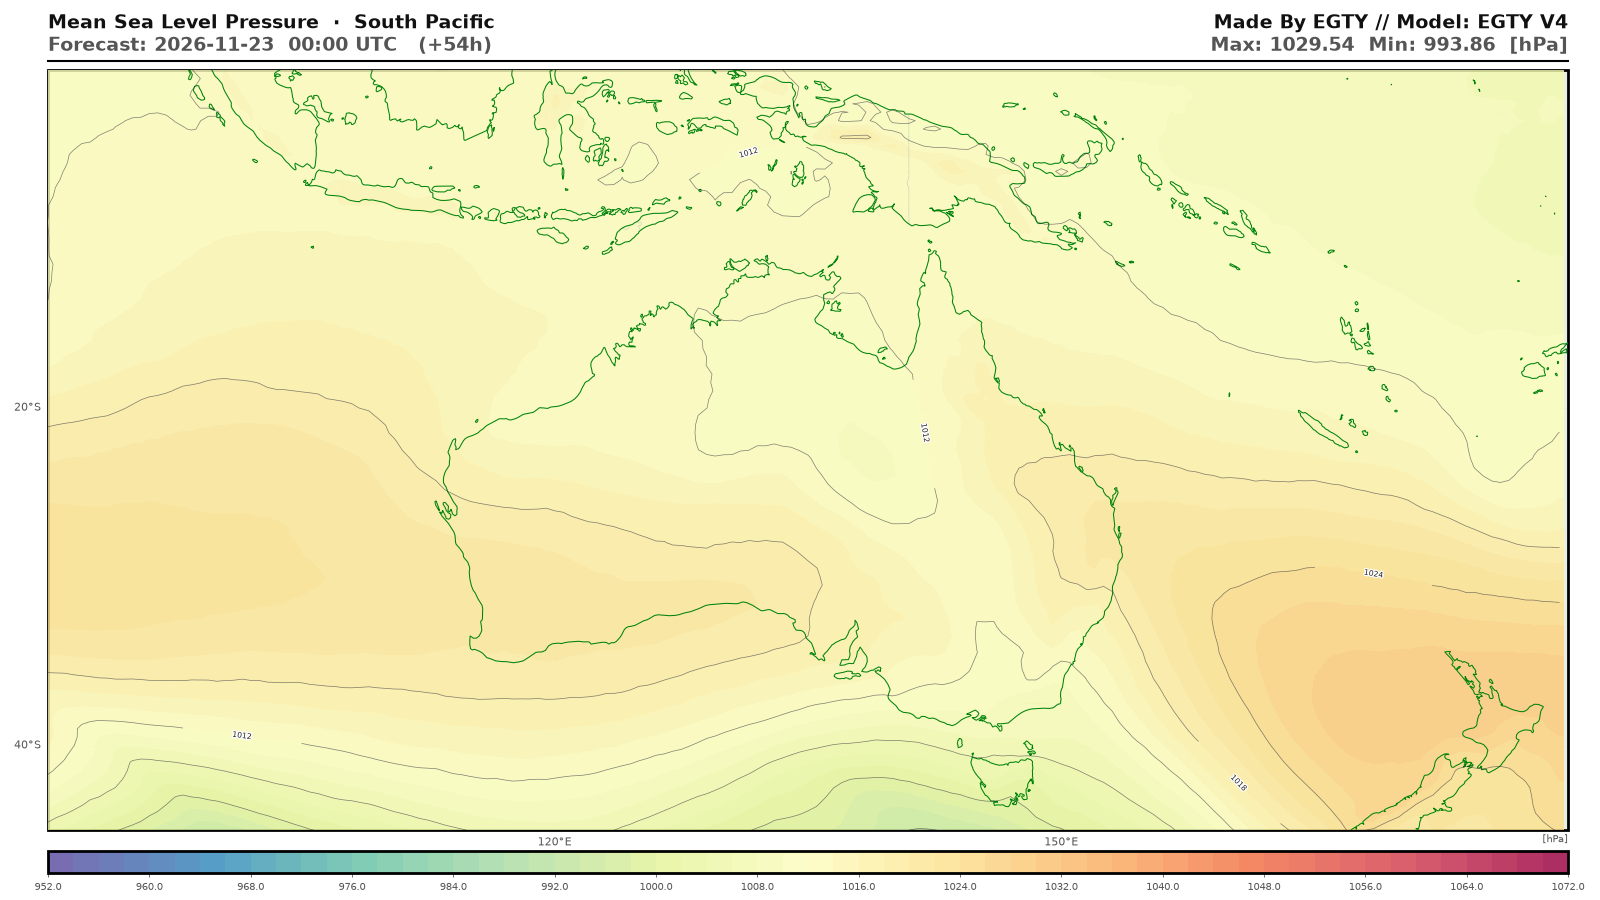 Mean Sea Level Pressure · South Pacific
Made By EGTY // Model: EGTY V4
Forecast: 2026-11-23 00:00 UTC (+54h)
Max: 1029.54 Min: 993.86 [hPa]
1012
20°S
1012
1024
40°S
1012
1018
120°E
150°E
[hPa]
952.0 960.0 968.0 976.0 984.0 992.0 1000.0 1008.0 1016.0 1024.0 1032.0 1040.0 1048.0 1056.0 1064.0 1072.0